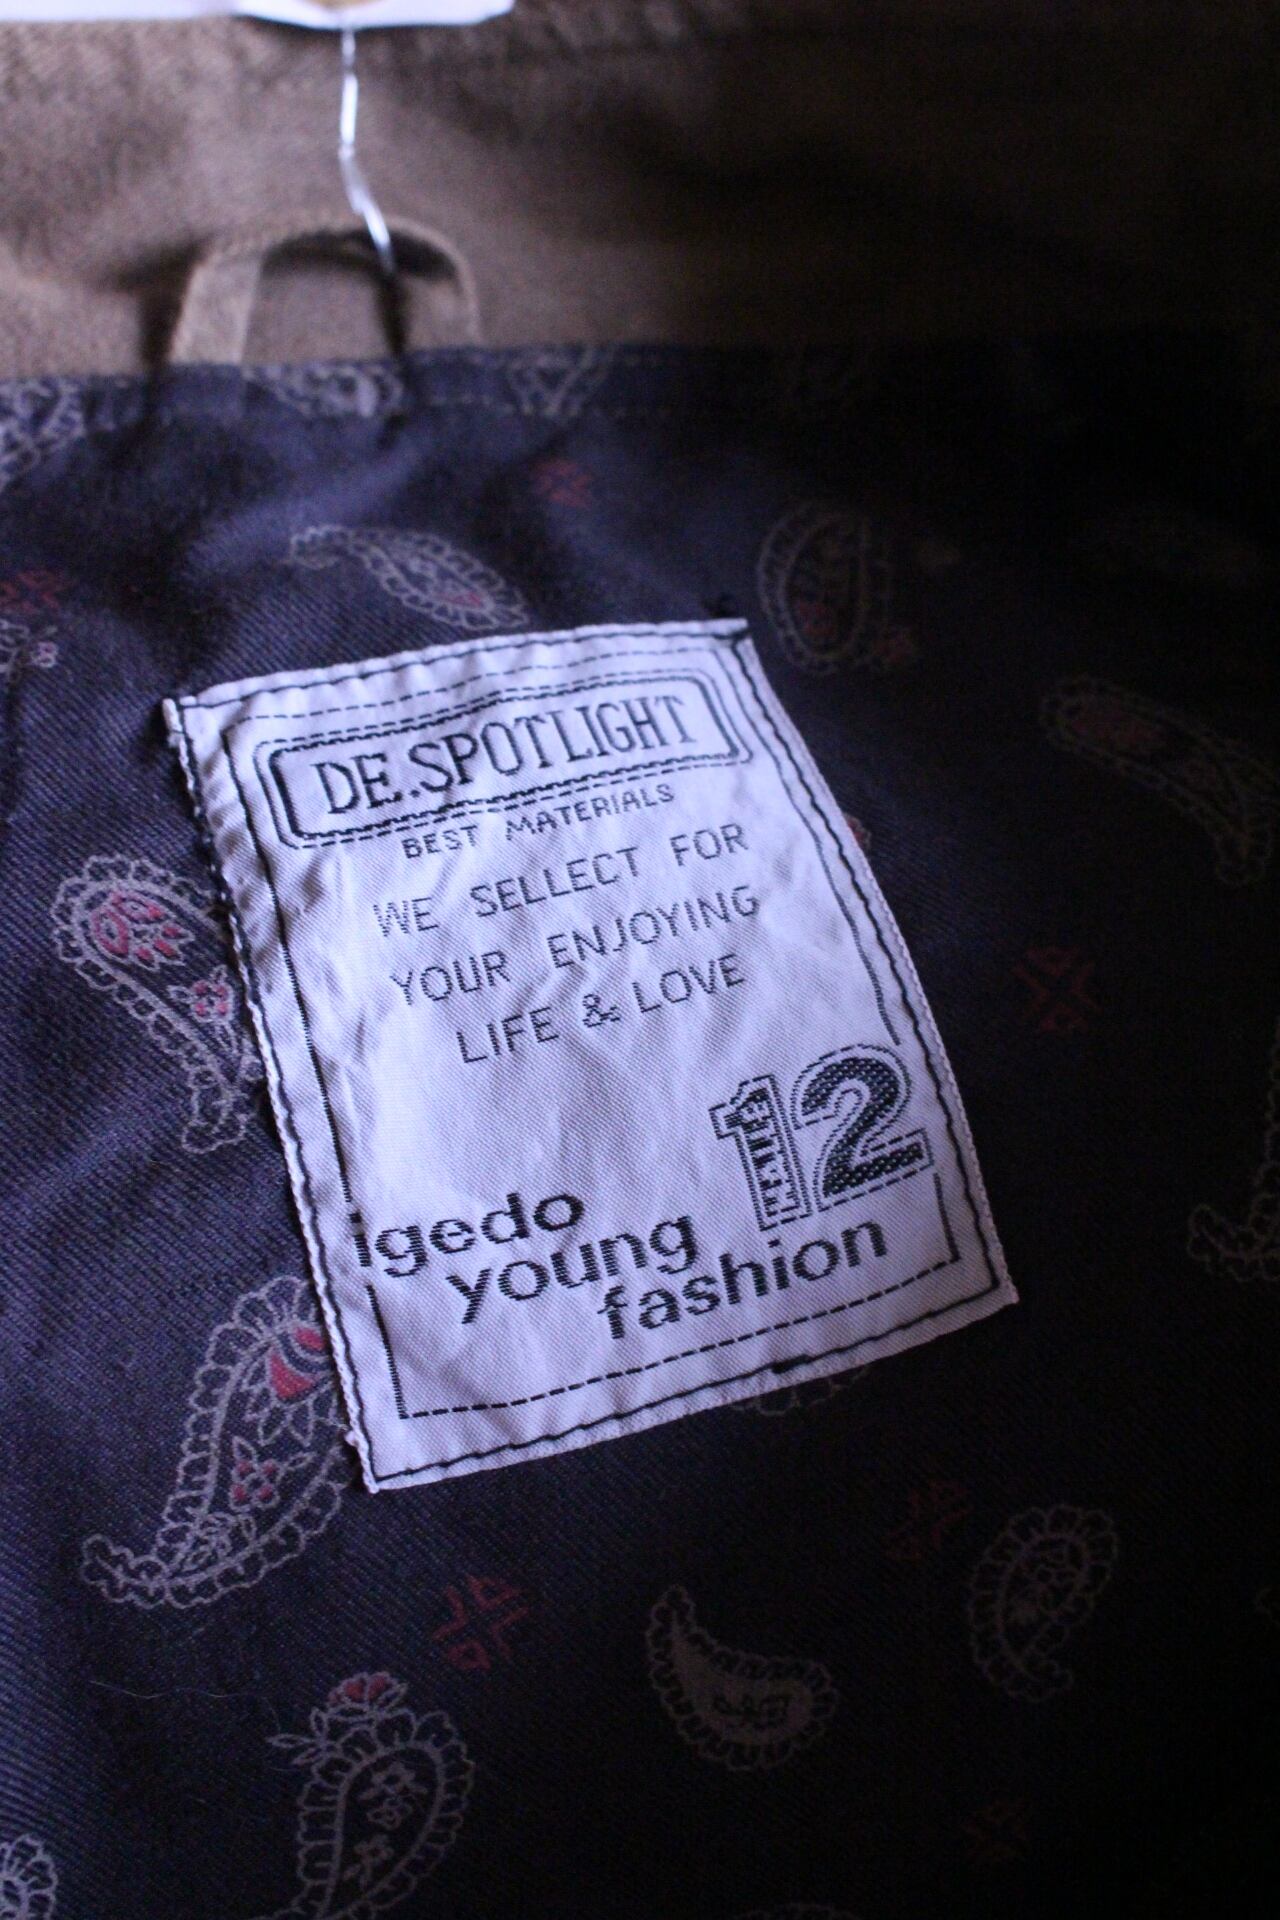 DE.SPOTLIGHT
BEST MATERIALS
WE SELLECT FOR
YOUR ENJOYING
LIFE & LOVE
12
igedo
young
fashion